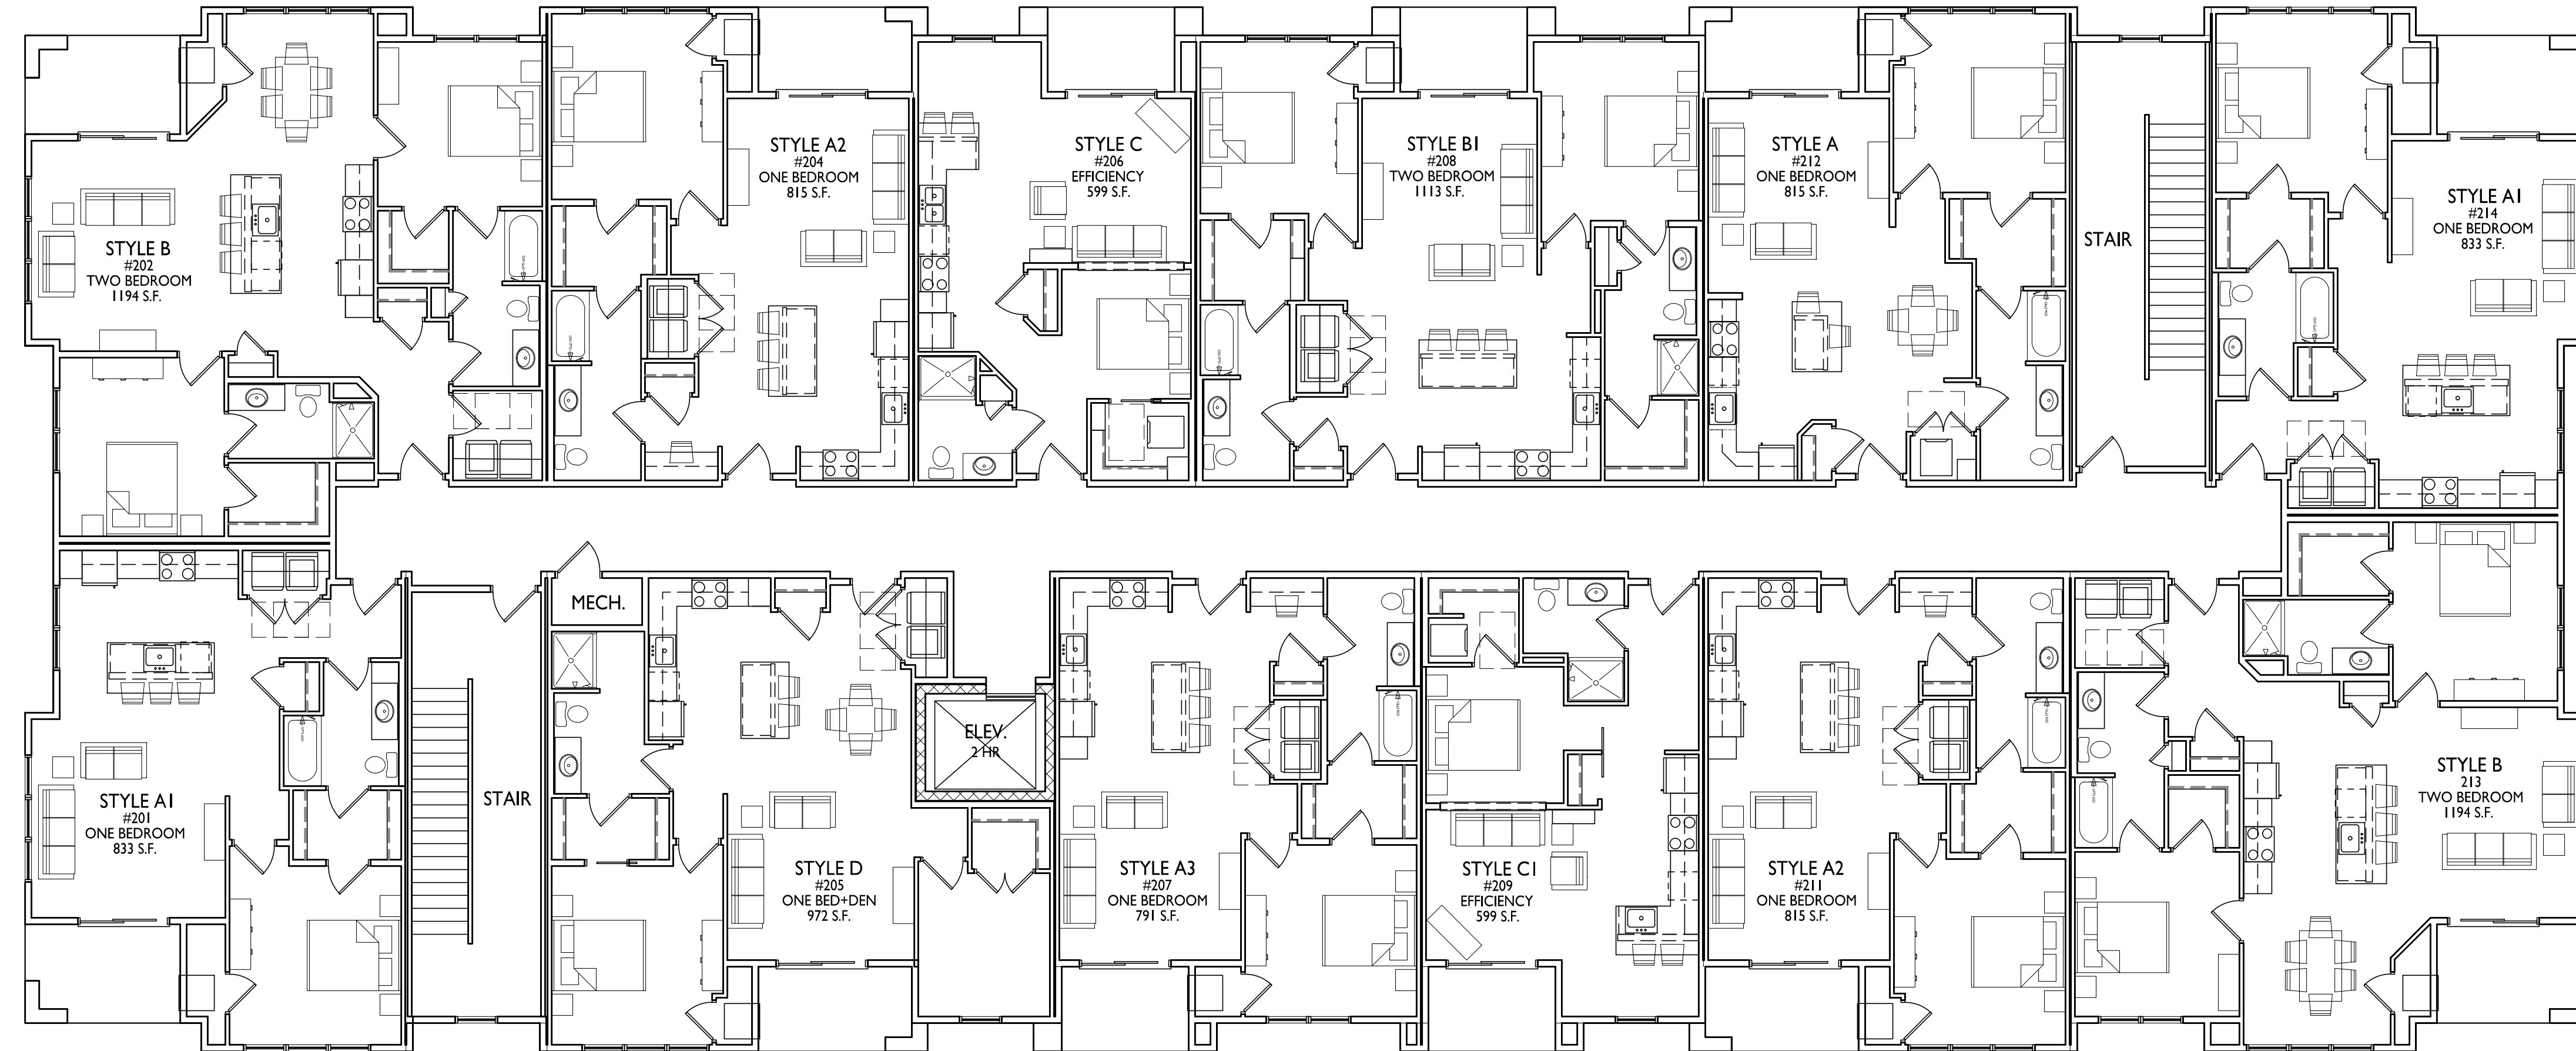 STYLE B
#202
TWO BEDROOM
1194 S.F.
STYLE A2
#204
ONE BEDROOM
815 S.F.
STYLE C
#206
EFFICIENCY
599 S.F.
STYLE B1
#208
TWO BEDROOM
1113 S.F.
STYLE A
#212
ONE BEDROOM
815 S.F.
STAIR
STYLE A1
#214
ONE BEDROOM
833 S.F.
STYLE A1
#201
ONE BEDROOM
833 S.F.
STAIR
MECH.
STYLE D
#205
ONE BED+DEN
972 S.F.
ELEV.
2 HR
STYLE A3
#207
ONE BEDROOM
791 S.F.
STYLE C1
#209
EFFICIENCY
599 S.F.
STYLE A2
#211
ONE BEDROOM
815 S.F.
STYLE B
213
TWO BEDROOM
1194 S.F.